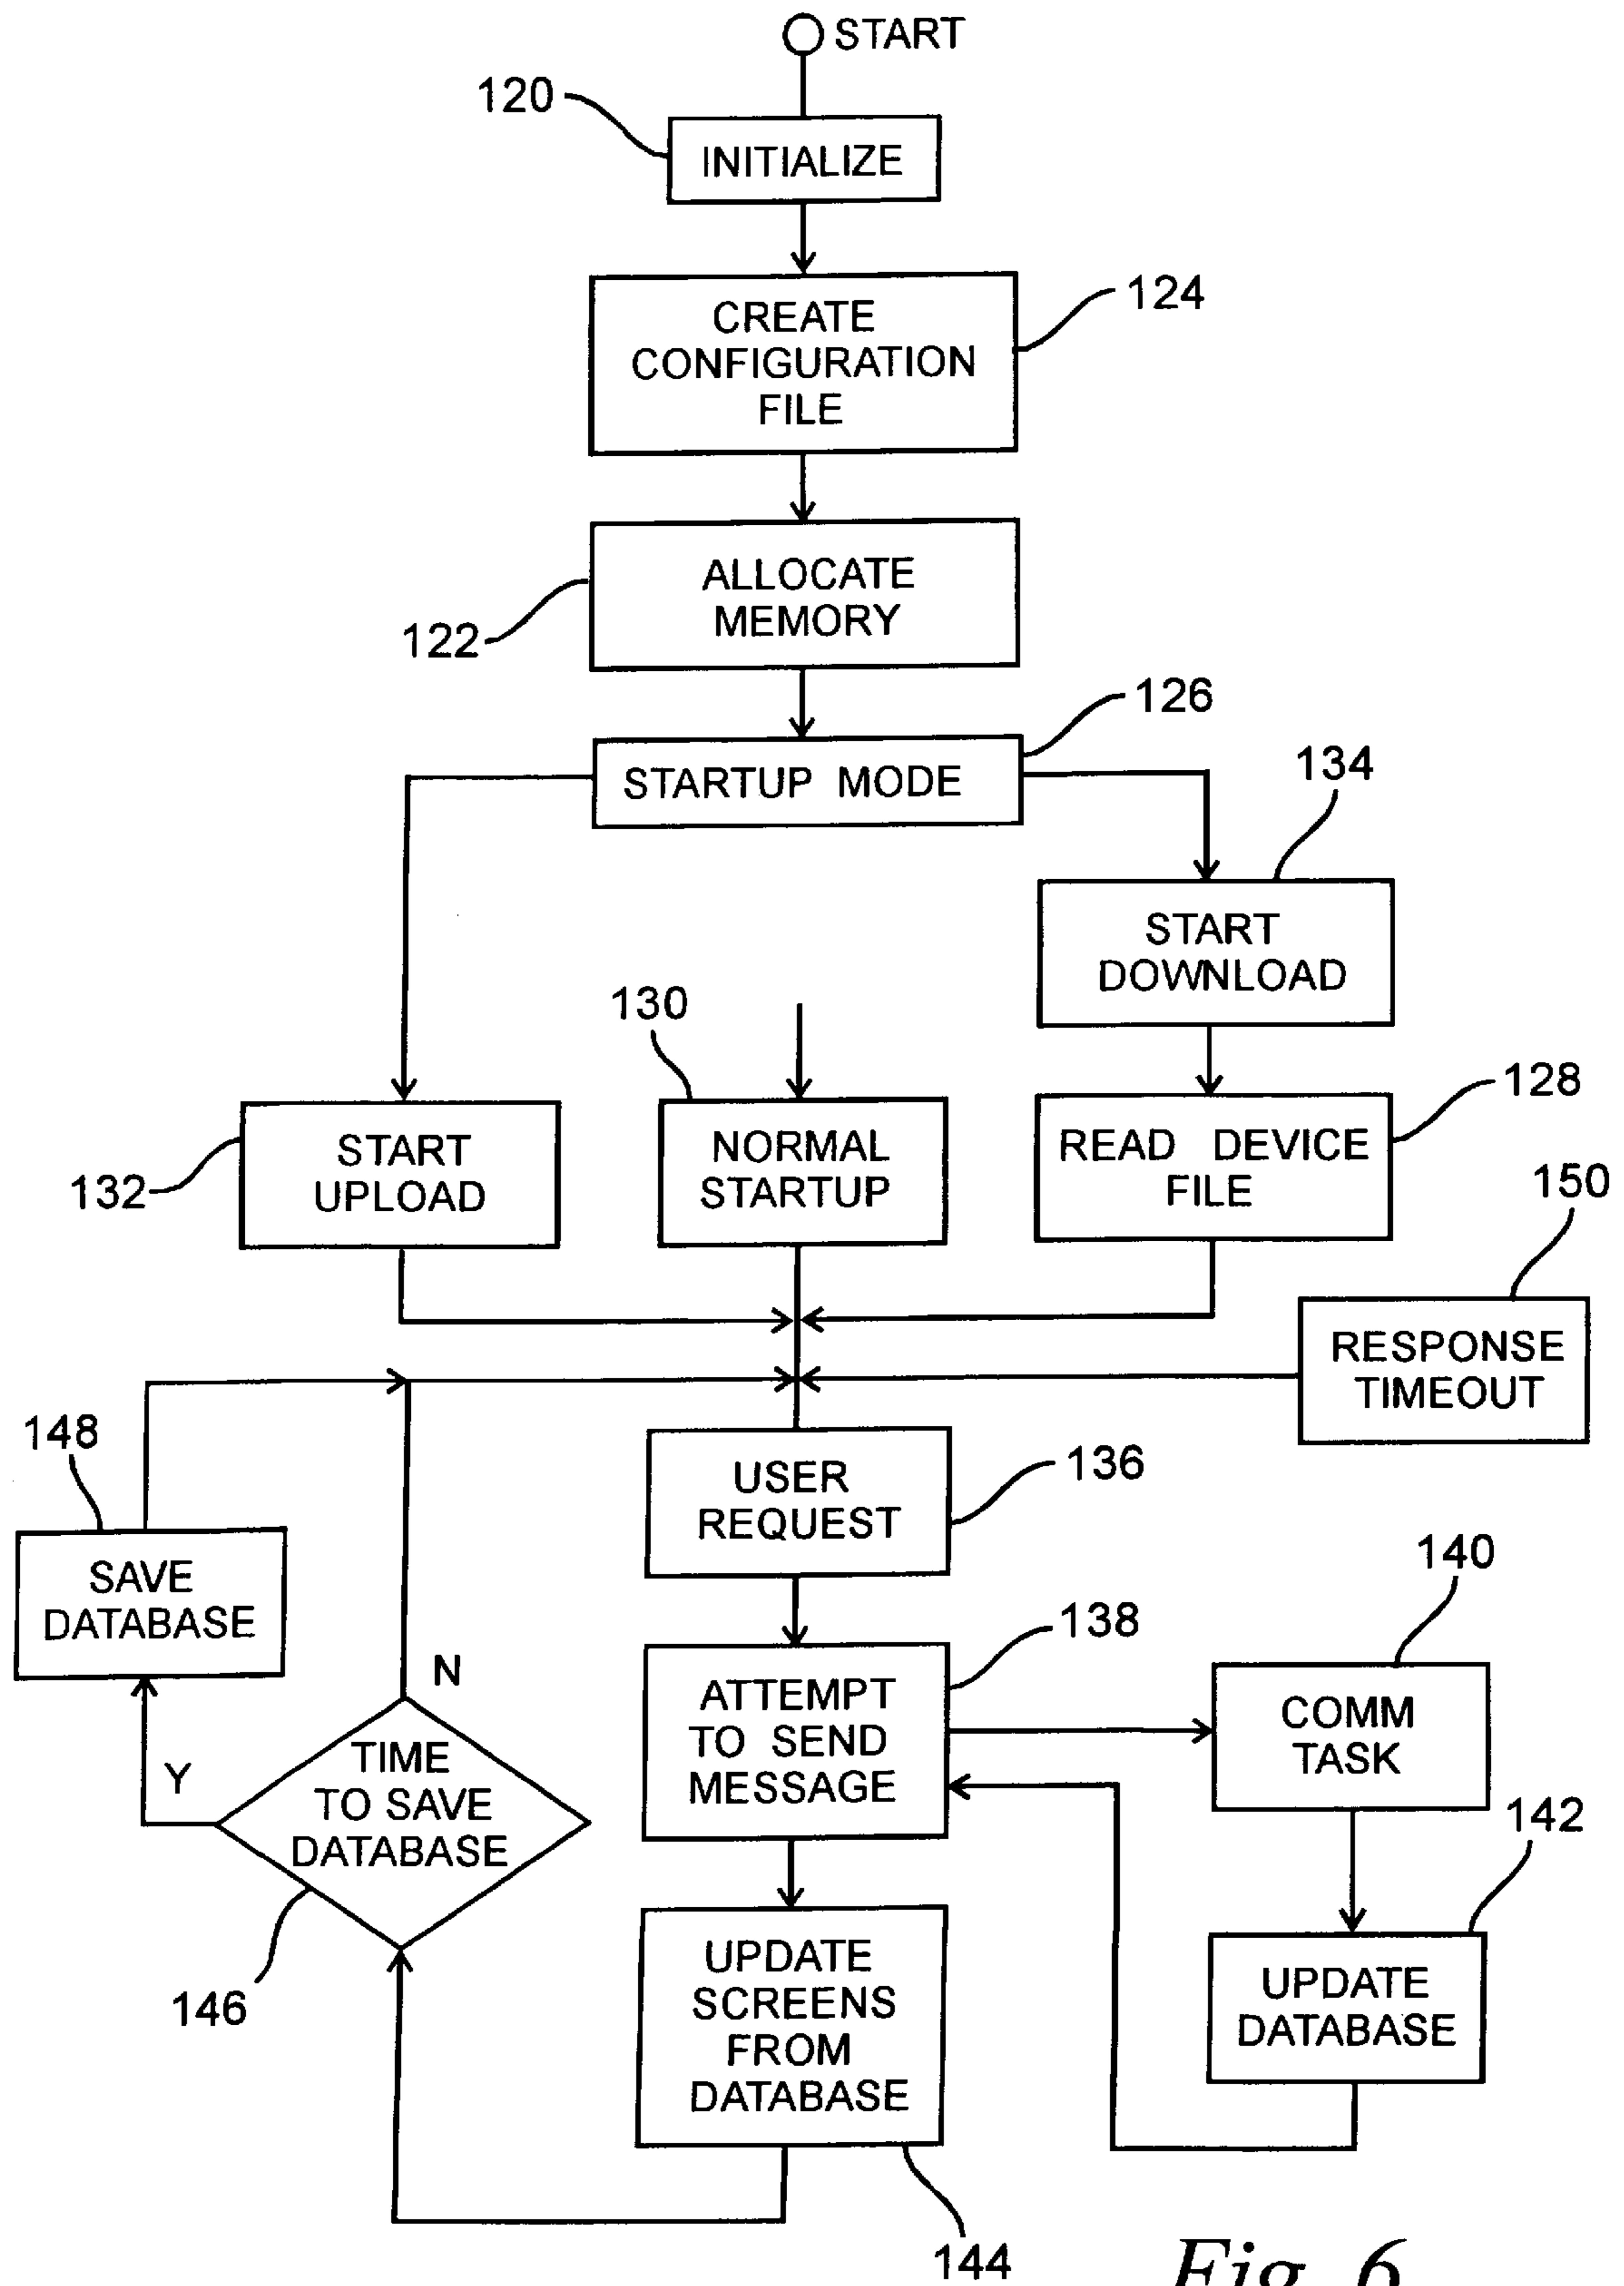 START
120
INITIALIZE
124
CREATE
CONFIGURATION
FILE
ALLOCATE
MEMORY
122
126
STARTUP MODE
134
START
DOWNLOAD
130
128
START
UPLOAD
132
NORMAL
STARTUP
READ DEVICE
FILE
150
RESPONSE
TIMEOUT
148
USER
REQUEST
136
SAVE
DATABASE
140
138
N
ATTEMPT
TO SEND
MESSAGE
COMM
TASK
Y
TIME
TO SAVE
DATABASE
142
146
UPDATE
SCREENS
FROM
DATABASE
UPDATE
DATABASE
144
Fig. 6